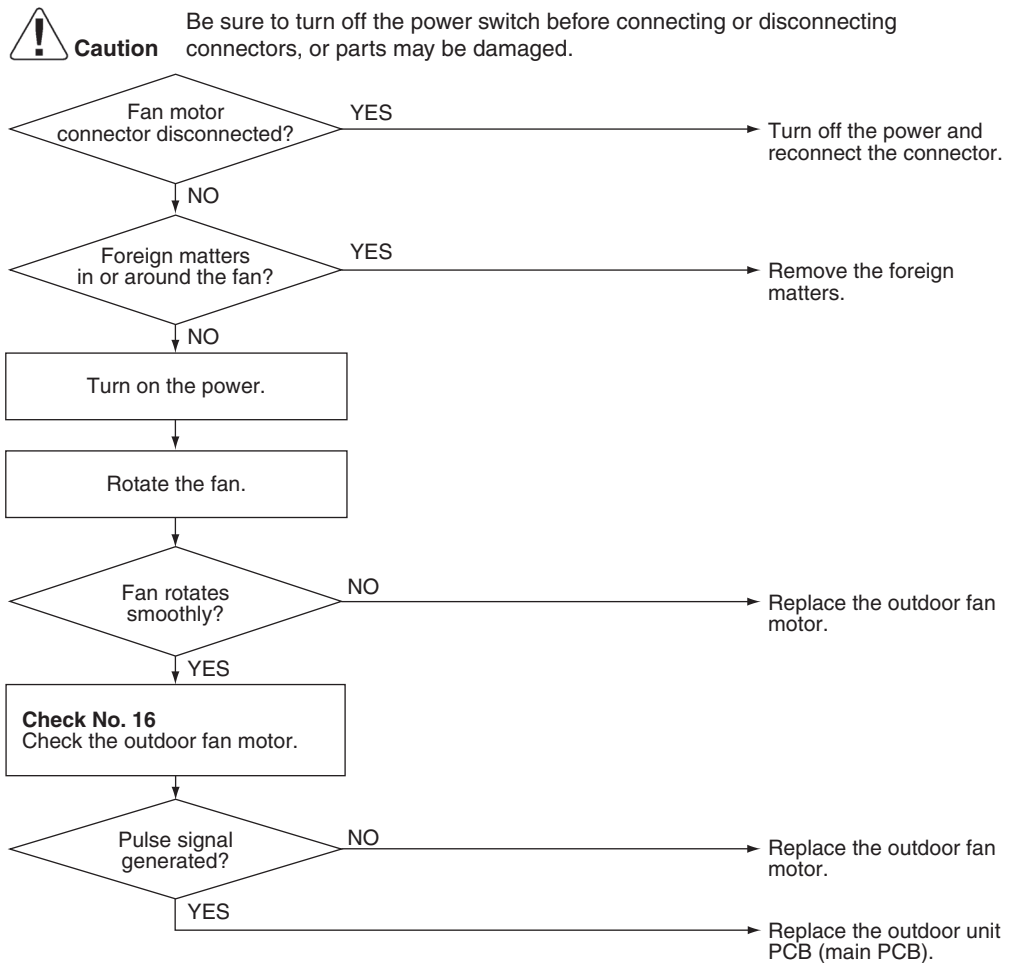 Be sure to turn off the power switch before connecting or disconnecting
Caution connectors, or parts may be damaged.
Fan motor
connector disconnected?
YES
Turn off the power and
reconnect the connector.
NO
Foreign matters
in or around the fan?
YES
Remove the foreign
matters.
NO
Turn on the power.
Rotate the fan.
Fan rotates
smoothly?
NO
Replace the outdoor fan
motor.
YES
Check No. 16
Check the outdoor fan motor.
Pulse signal
generated?
NO
Replace the outdoor fan
motor.
YES
Replace the outdoor unit
PCB (main PCB).